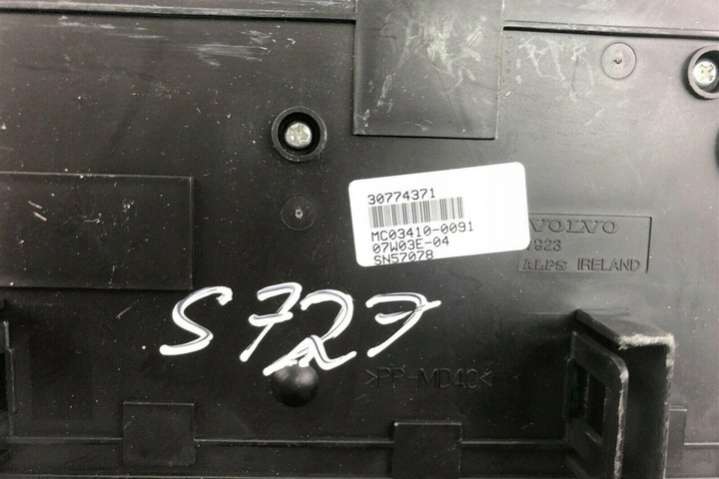 30774371
MC03410-0091
07W03E-04
SN57078
VOLVO
ALPS IRELAND
S727
>PP-MD40<